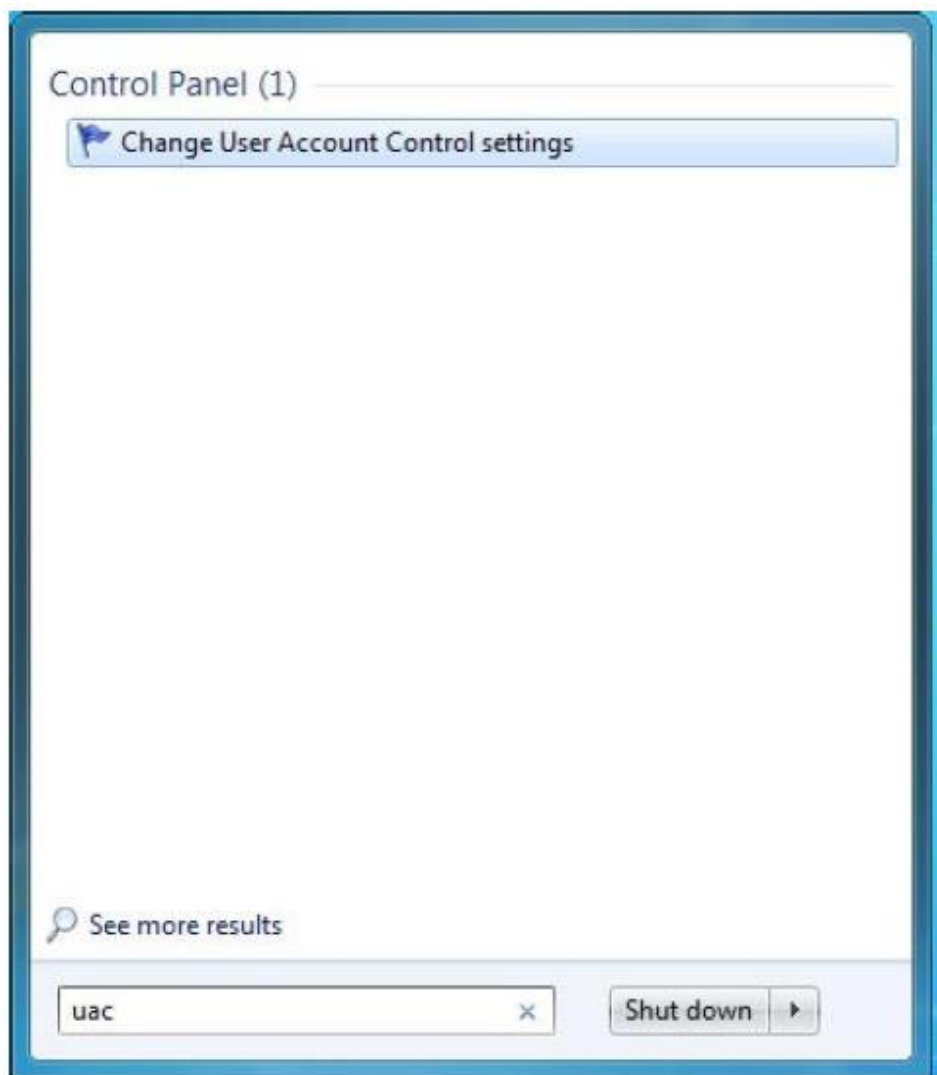 Control Panel (1)
Change User Account Control settings
See more results
uac
Shut down